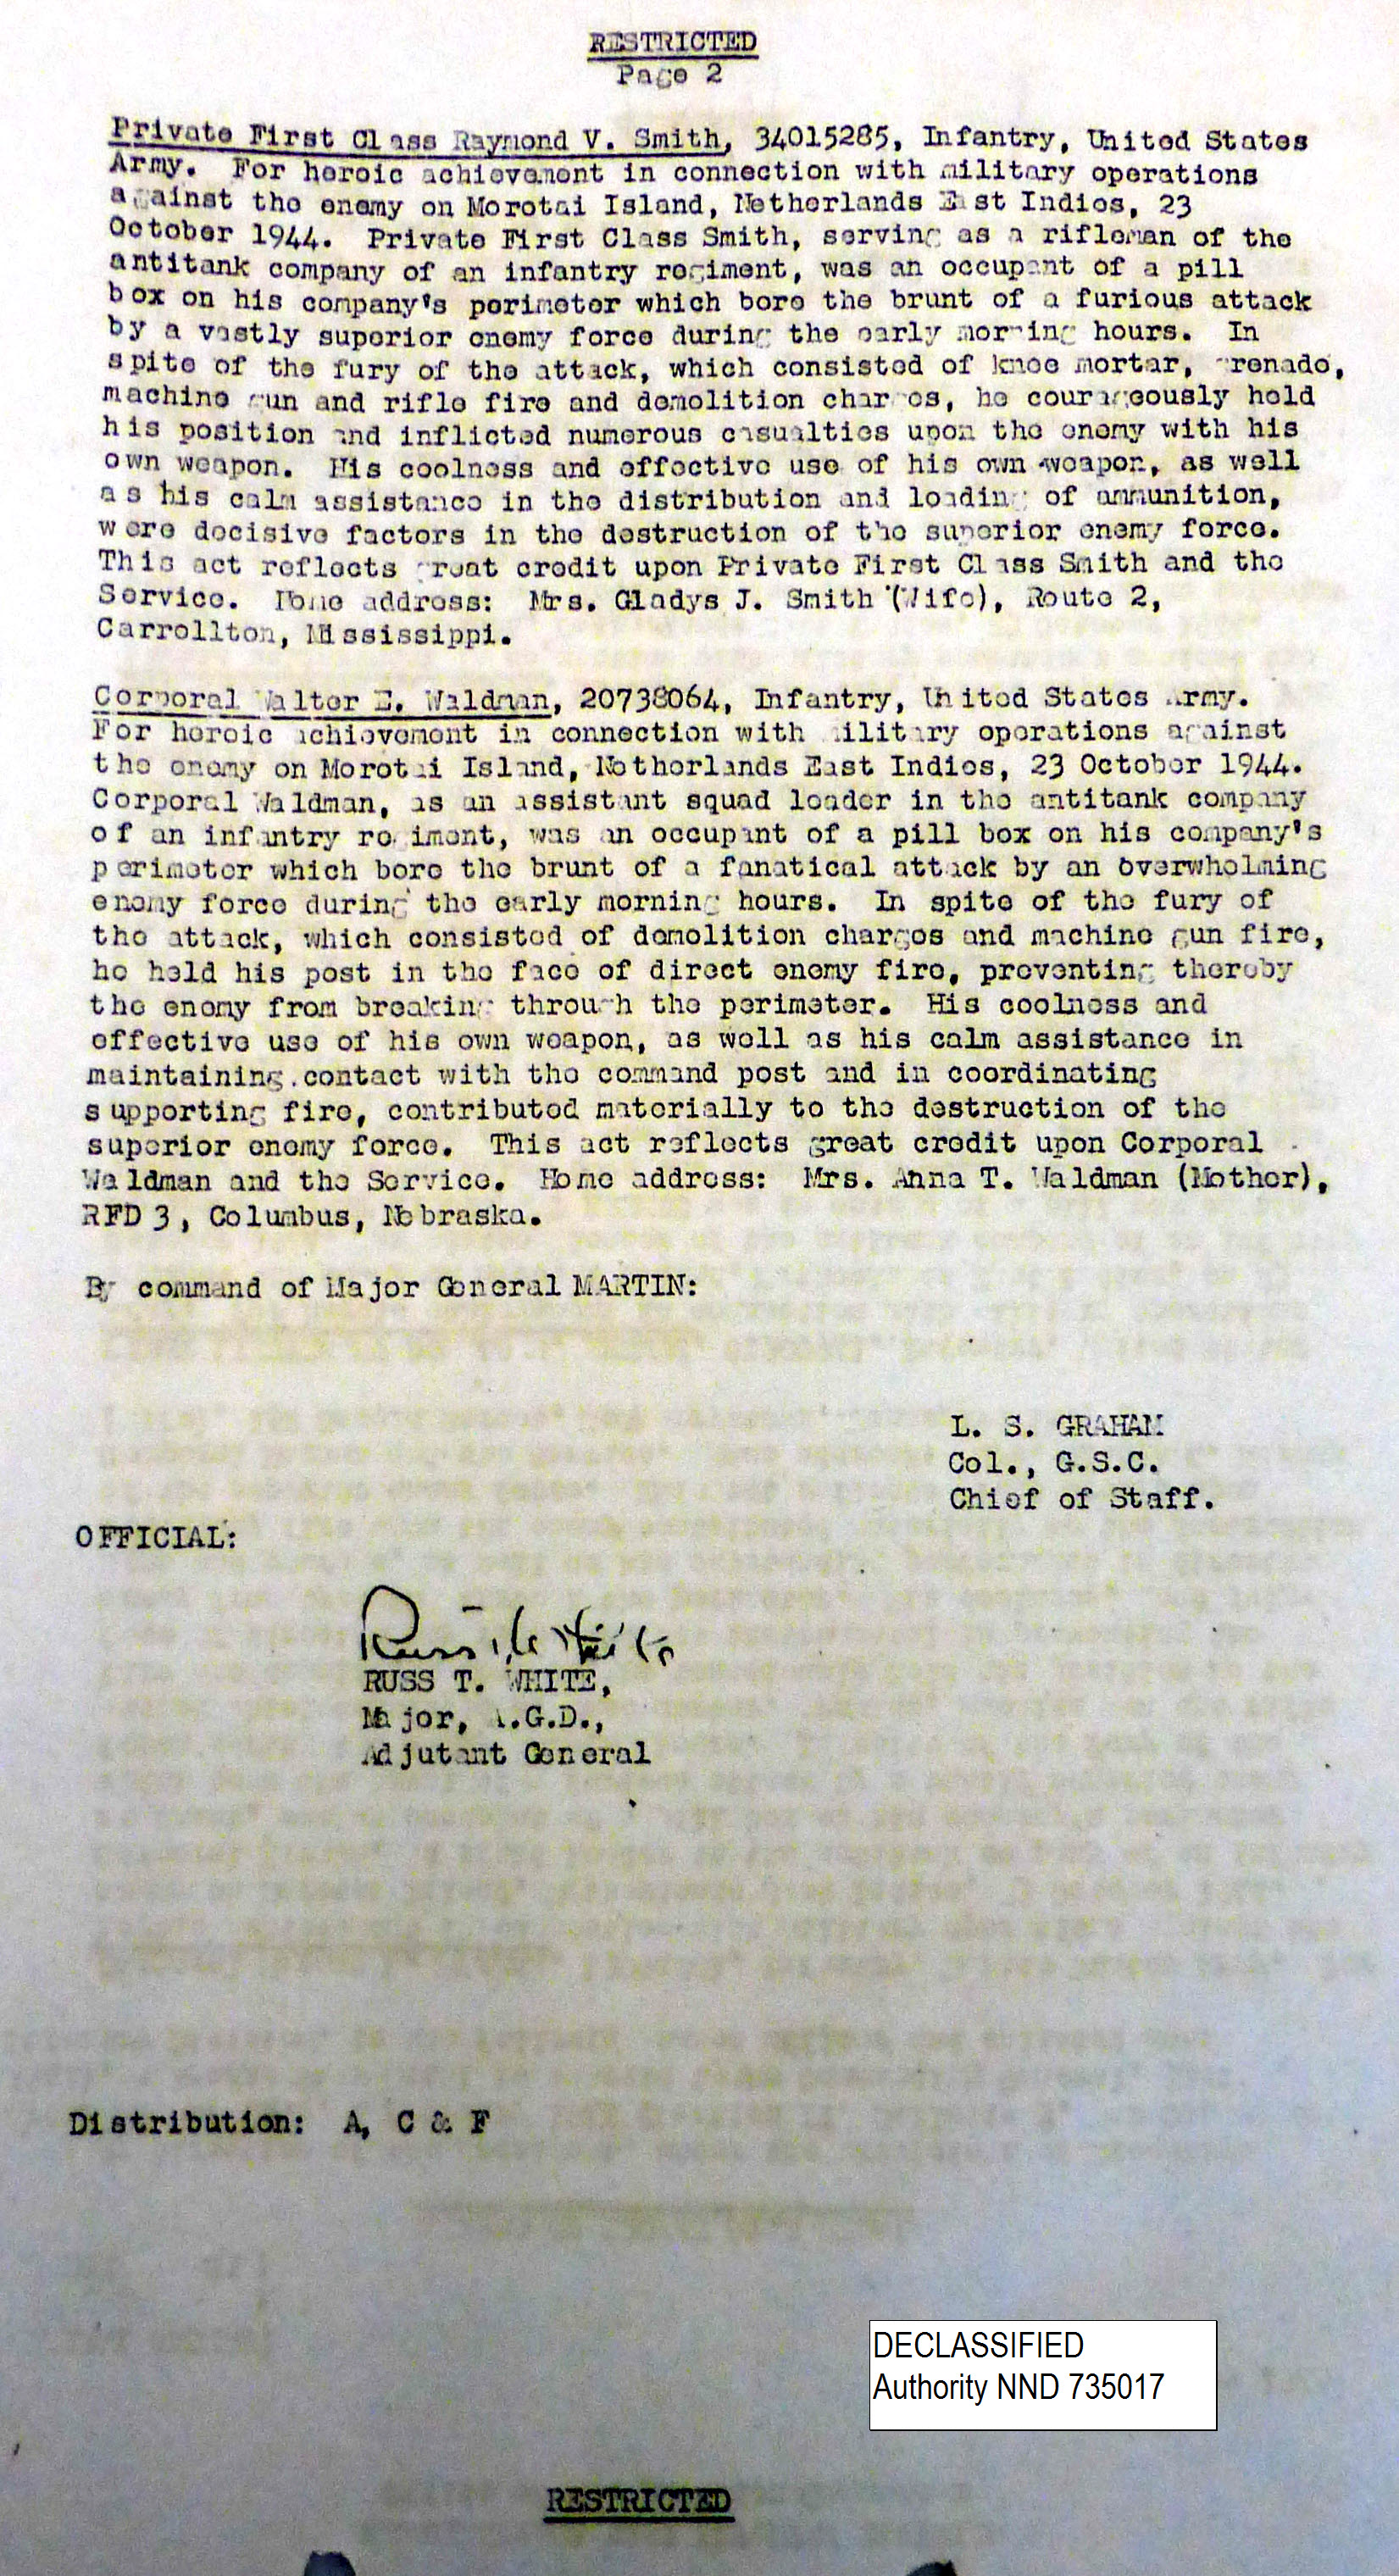 RESTRICTED
Page 2
Private First Class Raymond V. Smith, 34015285, Infantry, United States
Army. For heroic achievement in connection with military operations
against the enemy on Morotai Island, Netherlands East Indies, 23
October 1944. Private First Class Smith, serving as a rifleman of the
antitank company of an infantry regiment, was an occupant of a pill
box on his company's perimeter which bore the brunt of a furious attack
by a vastly superior enemy force during the early morning hours. In
spite of the fury of the attack, which consisted of knee mortar, grenade,
machine gun and rifle fire and demolition charges, he courageously held
his position and inflicted numerous casualties upon the enemy with his
own weapon. His coolness and effective use of his own weapon, as well
as his calm assistance in the distribution and loading of ammunition,
were decisive factors in the destruction of the superior enemy force.
This act reflects great credit upon Private First Class Smith and the
Service. Home address: Mrs. Gladys J. Smith (Wife), Route 2,
Carrollton, Mississippi.
Corporal Walter E. Waldman, 20738064, Infantry, United States Army.
For heroic achievement in connection with military operations against
the enemy on Morotai Island, Netherlands East Indies, 23 October 1944.
Corporal Waldman, as an assistant squad leader in the antitank company
of an infantry regiment, was an occupant of a pill box on his company's
perimeter which bore the brunt of a fanatical attack by an overwhelming
enemy force during the early morning hours. In spite of the fury of
the attack, which consisted of demolition charges and machine gun fire,
he held his post in the face of direct enemy fire, preventing thereby
the enemy from breaking through the perimeter. His coolness and
effective use of his own weapon, as well as his calm assistance in
maintaining contact with the command post and in coordinating
supporting fire, contributed materially to the destruction of the
superior enemy force. This act reflects great credit upon Corporal
Waldman and the Service. Home address: Mrs. Anna T. Waldman (Mother),
RFD 3, Columbus, Nebraska.
By command of Major General MARTIN:
L. S. GRAHAM
Col., G.S.C.
Chief of Staff.
OFFICIAL:
Russ T. White
RUSS T. WHITE,
Major, A.G.D.,
Adjutant General
Distribution: A, C & F
DECLASSIFIED
Authority NND 735017
RESTRICTED